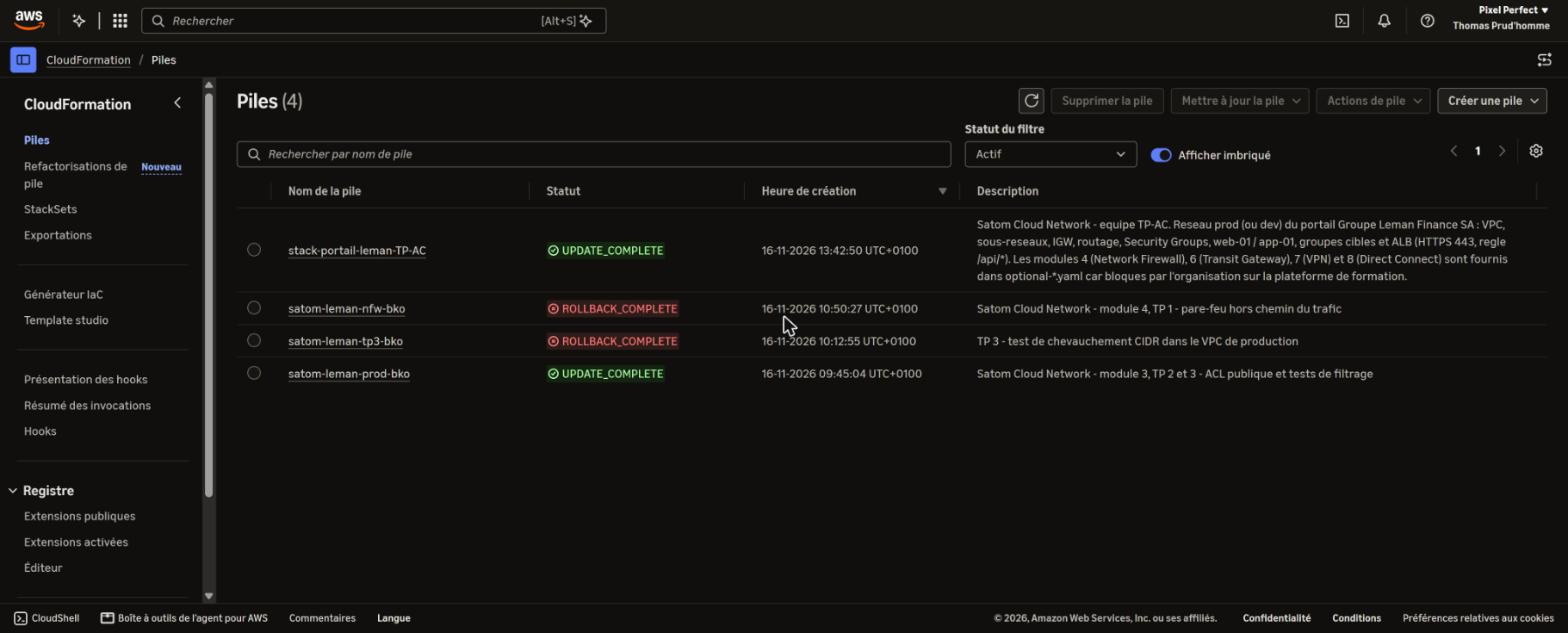 aws
Rechercher
[Alt+S]
Pixel Perfect
Thomas Prud'homme
CloudFormation / Piles
CloudFormation
Piles
Refactorisations de pile
Nouveau
StackSets
Exportations
Générateur IaC
Template studio
Présentation des hooks
Résumé des invocations
Hooks
Registre
Extensions publiques
Extensions activées
Éditeur
Piles (4)
Supprimer la pile
Mettre à jour la pile
Actions de pile
Créer une pile
Rechercher par nom de pile
Statut du filtre
Actif
Afficher imbriqué
1
Nom de la pile
Statut
Heure de création
Description
stack-portail-leman-TP-AC
UPDATE_COMPLETE
16-11-2026 13:42:50 UTC+0100
Satom Cloud Network - equipe TP-AC. Reseau prod (ou dev) du portail Groupe Leman Finance SA : VPC,
sous-reseaux, IGW, routage, Security Groups, web-01 / app-01, groupes cibles et ALB (HTTPS 443, regle
/api/*). Les modules 4 (Network Firewall), 6 (Transit Gateway), 7 (VPN) et 8 (Direct Connect) sont fournis
dans optional-*yaml car bloques par l'organisation sur la plateforme de formation.
satom-leman-nfw-bko
ROLLBACK_COMPLETE
16-11-2026 10:50:27 UTC+0100
Satom Cloud Network - module 4, TP 1 - pare-feu hors chemin du trafic
satom-leman-tp3-bko
ROLLBACK_COMPLETE
16-11-2026 10:12:55 UTC+0100
TP 3 - test de chevauchement CIDR dans le VPC de production
satom-leman-prod-bko
UPDATE_COMPLETE
16-11-2026 09:45:04 UTC+0100
Satom Cloud Network - module 3, TP 2 et 3 - ACL publique et tests de filtrage
CloudShell
Boîte à outils de l'agent pour AWS
Commentaires
Langue
© 2026, Amazon Web Services, Inc. ou ses affiliés.
Confidentialité
Conditions
Préférences relatives aux cookies